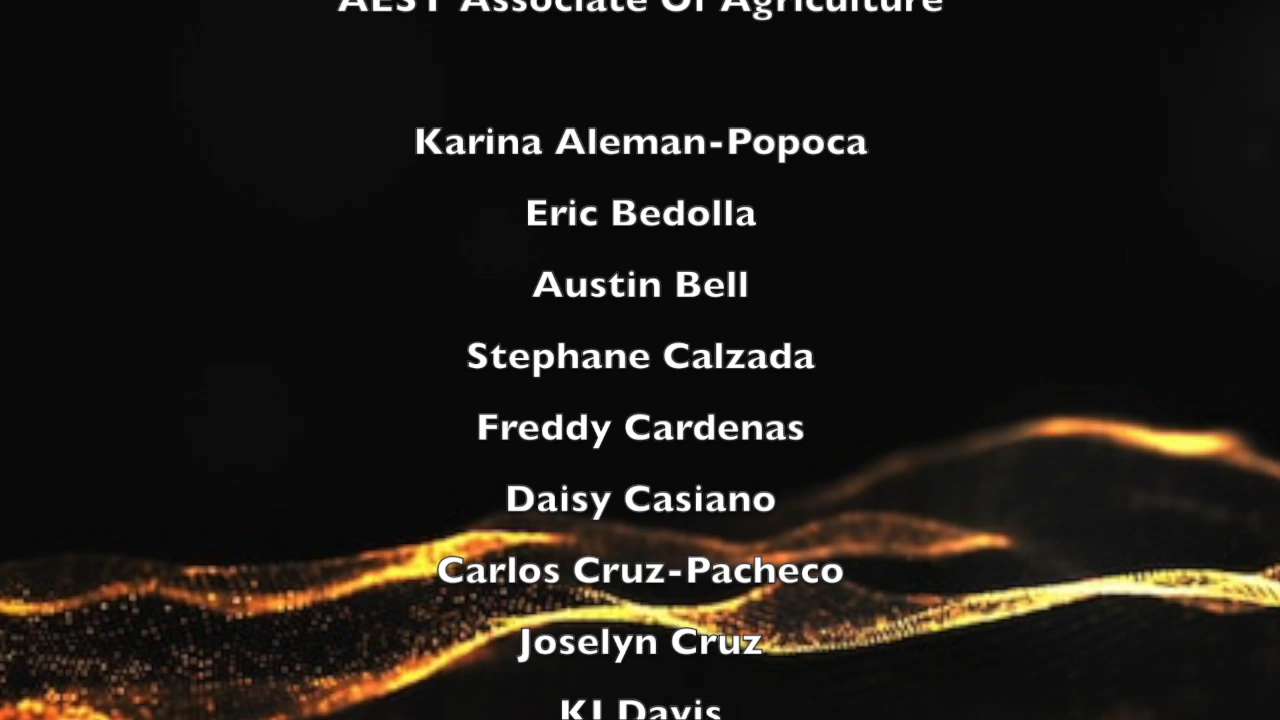 AEST Associate Of Agriculture
Karina Aleman-Popoca
Eric Bedolla
Austin Bell
Stephane Calzada
Freddy Cardenas
Daisy Casiano
Carlos Cruz-Pacheco
Joselyn Cruz
Davis